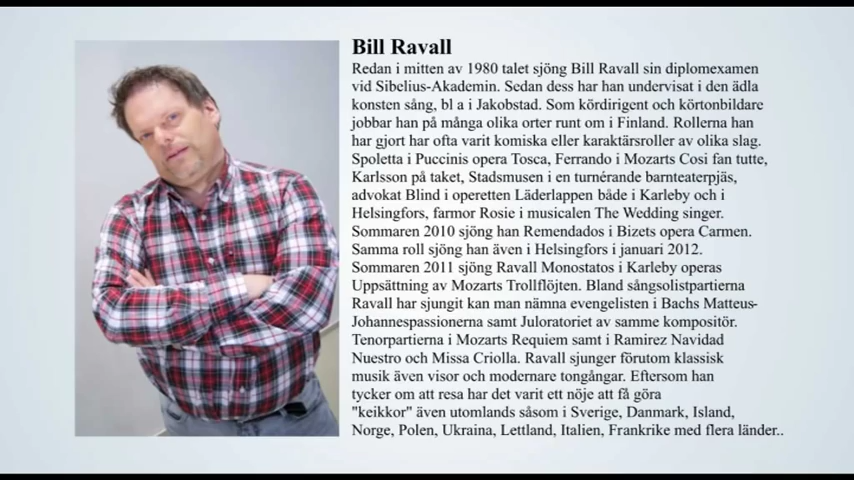 Bill Ravall
Redan i mitten av 1980 talet sjöng Bill Ravall sin diplomexamen
vid Sibelius-Akademin. Sedan dess har han undervisat i den ädla
konsten sång, bl a i Jakobstad. Som kördirigent och körtonbildare
jobbar han på många olika orter runt om i Finland. Rollerna han
har gjort har ofta varit komiska eller karaktärsroller av olika slag.
Spoletta i Puccinis opera Tosca, Ferrando i Mozarts Cosi fan tutte,
Karlsson på taket, Stadsmusen i en turnérande barnteaterpjäs,
advokat Blind i operetten Läderlappen både i Karleby och i
Helsingfors, farmor Rosie i musicalen The Wedding singer.
Sommaren 2010 sjöng han Remendados i Bizets opera Carmen.
Samma roll sjöng han även i Helsingfors i januari 2012.
Sommaren 2011 sjöng Ravall Monostatos i Karleby operas
Uppsättning av Mozarts Trollflöjten. Bland sångsolistpartierna
Ravall har sjungit kan man nämna evengelisten i Bachs Matteus-
Johannespassionerna samt Juloratoriet av samme kompositör.
Tenorpartierna i Mozarts Requiem samt i Ramirez Navidad
Nuestro och Missa Criolla. Ravall sjunger förutom klassisk
musik även visor och modernare tongångar. Eftersom han
tycker om att resa har det varit ett nöje att få göra
"keikkor" även utomlands såsom i Sverige, Danmark, Island,
Norge, Polen, Ukraina, Lettland, Italien, Frankrike med flera länder..